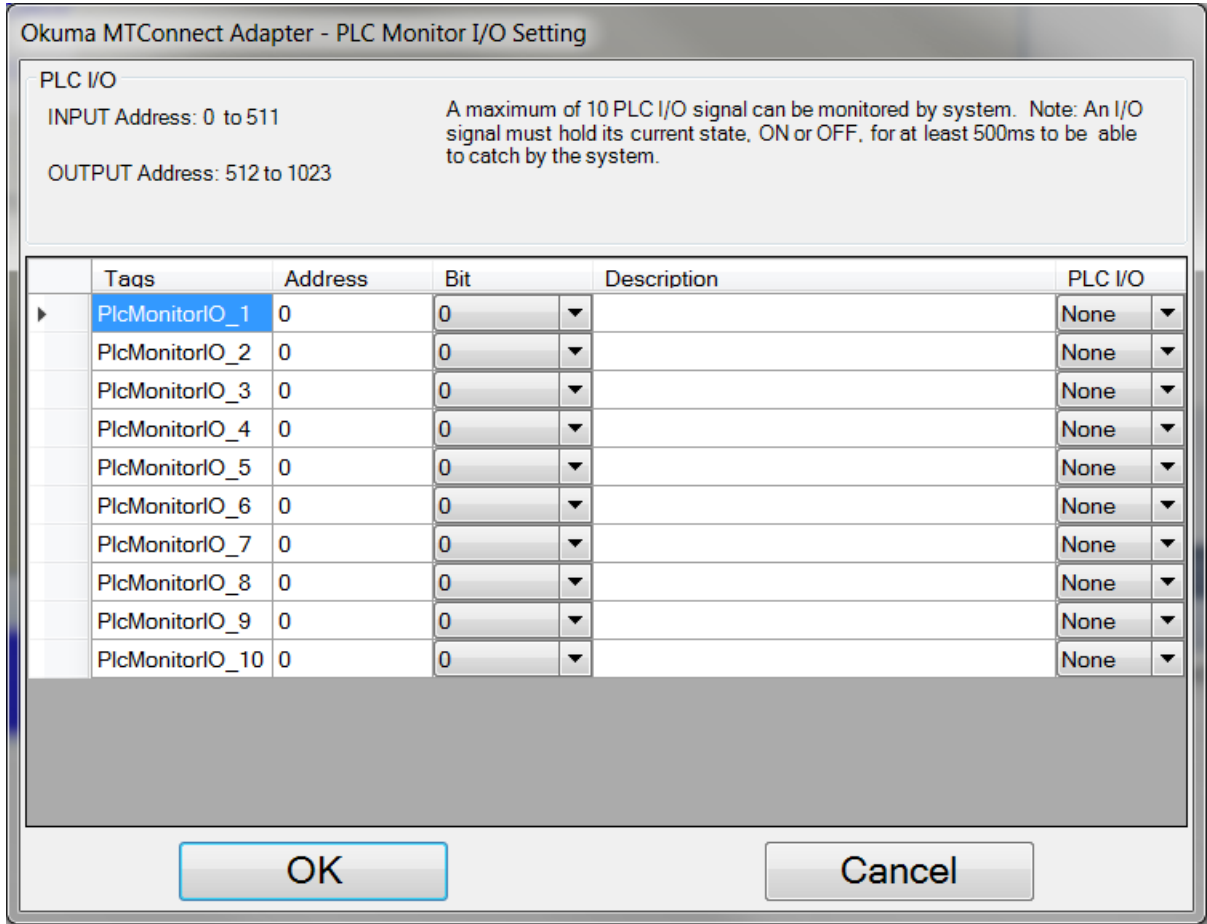 Okuma MTConnect Adapter - PLC Monitor I/O Setting
PLC I/O
INPUT Address: 0 to 511
OUTPUT Address: 512 to 1023
A maximum of 10 PLC I/O signal can be monitored by system. Note: An I/O
signal must hold its current state, ON or OFF, for at least 500ms to be able
to catch by the system.
Tags Address Bit Description PLC I/O
PlcMonitorIO_1 0 0 None
PlcMonitorIO_2 0 0 None
PlcMonitorIO_3 0 0 None
PlcMonitorIO_4 0 0 None
PlcMonitorIO_5 0 0 None
PlcMonitorIO_6 0 0 None
PlcMonitorIO_7 0 0 None
PlcMonitorIO_8 0 0 None
PlcMonitorIO_9 0 0 None
PlcMonitorIO_10 0 0 None
OK Cancel